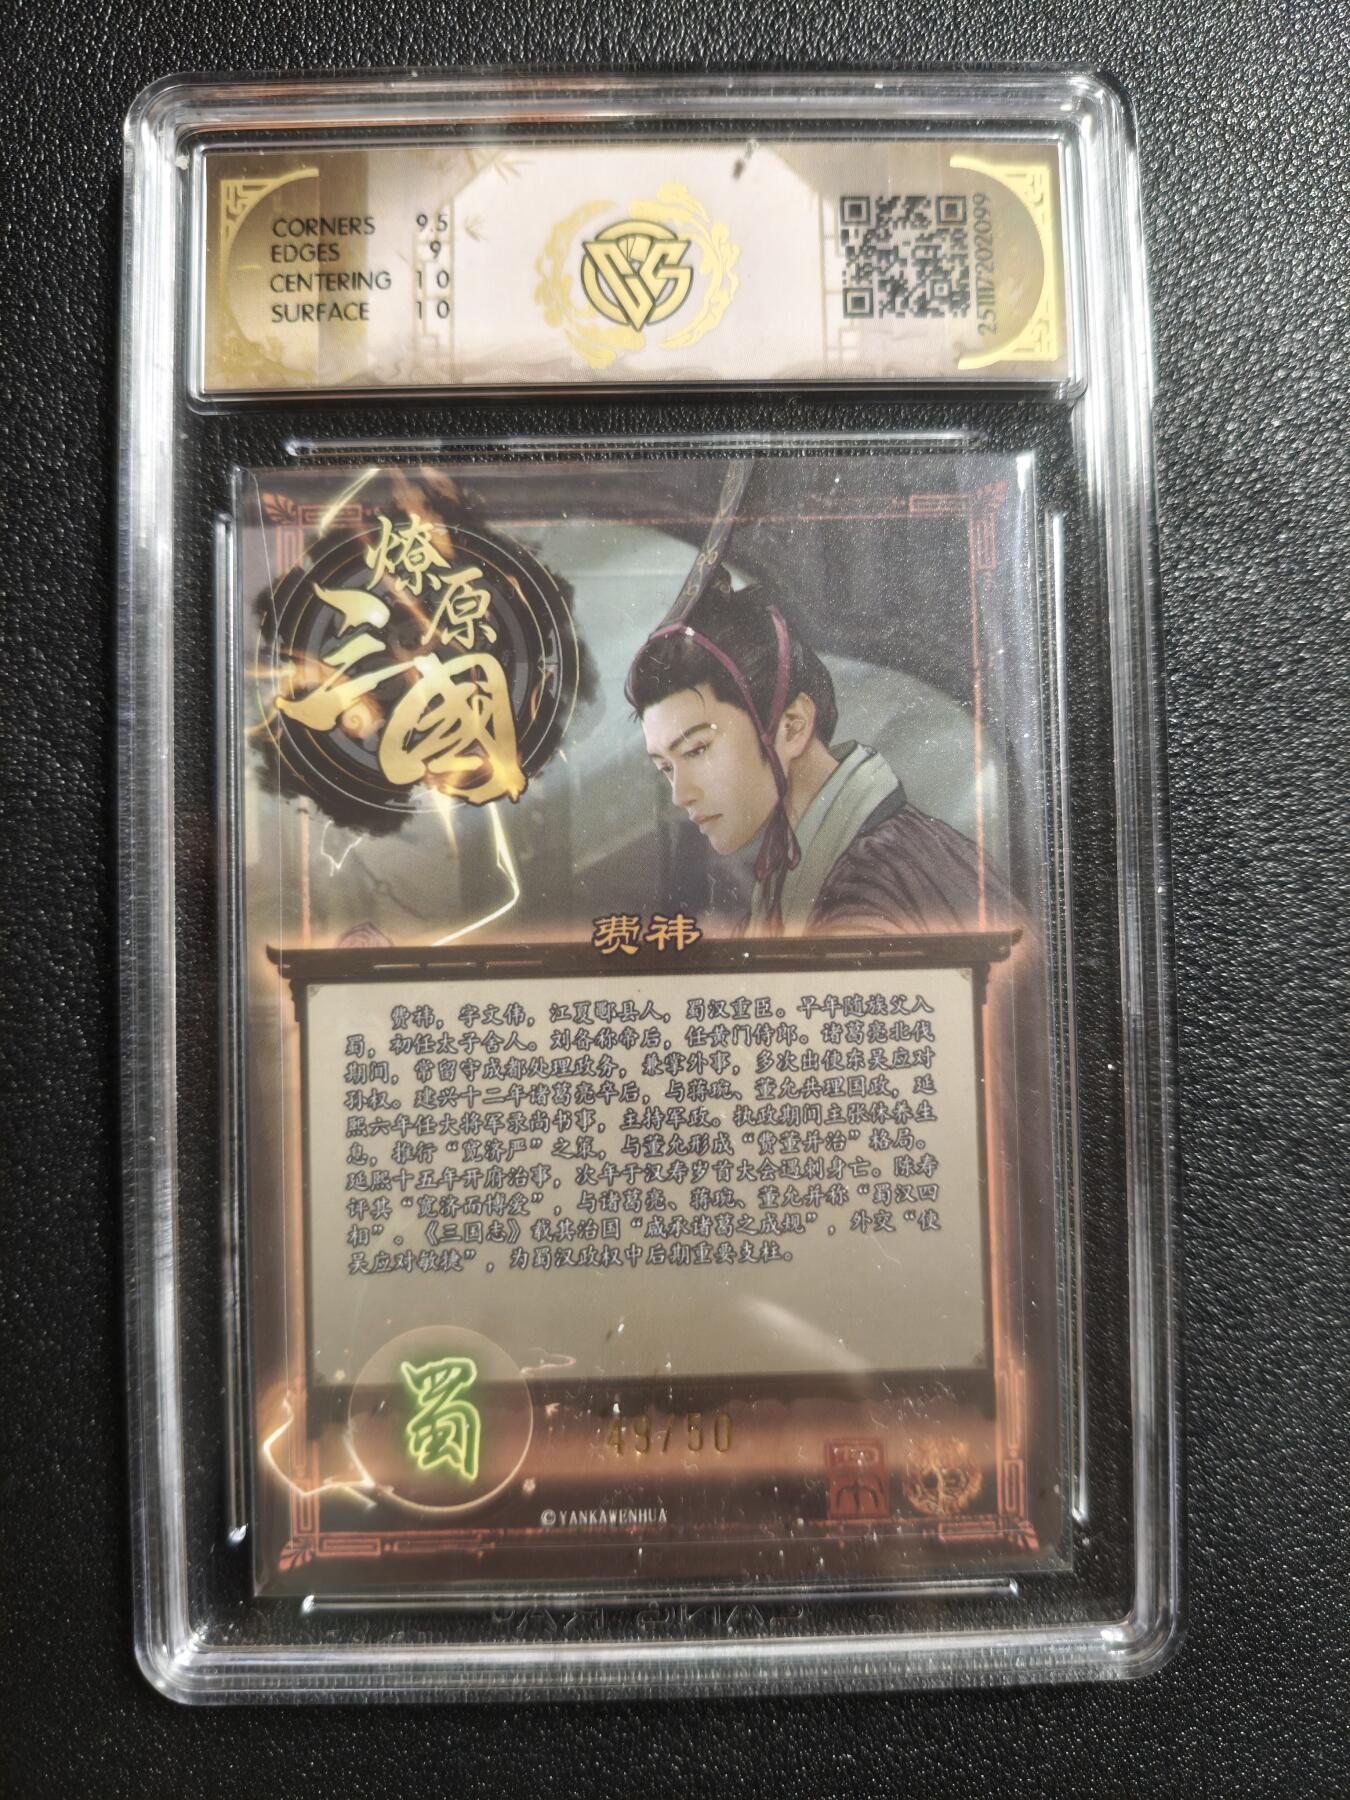 CORNERS 9.5
EDGES 9
CENTERING 10
SURFACE 10
CCS
251117202099
燎原
三國
费祎
费祎，字文伟，江夏鄳县人，蜀汉重臣。早年随族父入
蜀，初任太子舍人。刘备称帝后，任黄门侍郎。诸葛亮北伐
期间，常留守成都处理政务，兼掌外事，多次出使东吴应对
孙权。建兴十二年诸葛亮卒后，与蒋琬、董允共理国政，延
熙六年任大将军录尚书事，主持军政。执政期间主张休养生
息，推行“宽济严”之策，与董允形成“费董并治”格局。
延熙十五年开府治事，次年于汉寿岁首大会遇刺身亡。陈寿
评其“宽济而博爱”，与诸葛亮、蒋琬、董允并称“蜀汉四
相”。《三国志》载其治国“咸承诸葛之成规”，外交“使
吴应对敏捷”，为蜀汉政权中后期重要支柱。
蜀
49/50
©YANKAWENHUA